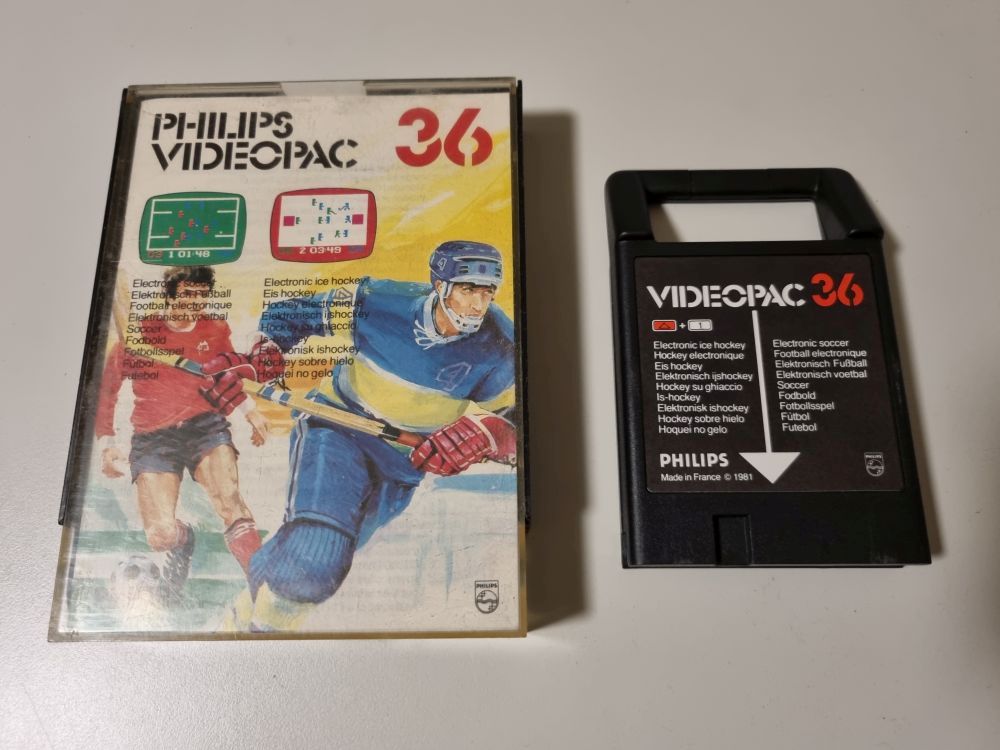 PHILIPS
VIDEOPAC
36
1 01:48
2 03:49
Electronic soccer
Elektronisch Fußball
Football electronique
Elektronisch voetbal
Soccer
Fodbold
Fotbollsspel
Fútbol
Futebol
Electronic ice hockey
Eis hockey
Hockey electronique
Elektronisch ijshockey
Hockey su ghiaccio
Is-hockey
Elektronisk ishockey
Hockey sobre hielo
Hoquei no gelo
4
4
PHILIPS
VIDEOPAC 36
+ 1
Electronic ice hockey
Hockey electronique
Eis hockey
Elektronisch ijshockey
Hockey su ghiaccio
Is-hockey
Elektronisk ishockey
Hockey sobre hielo
Hoquei no gelo
Electronic soccer
Football electronique
Elektronisch Fußball
Elektronisch voetbal
Soccer
Fodbold
Fotbollsspel
Fútbol
Futebol
PHILIPS
Made in France © 1981
PHILIPS